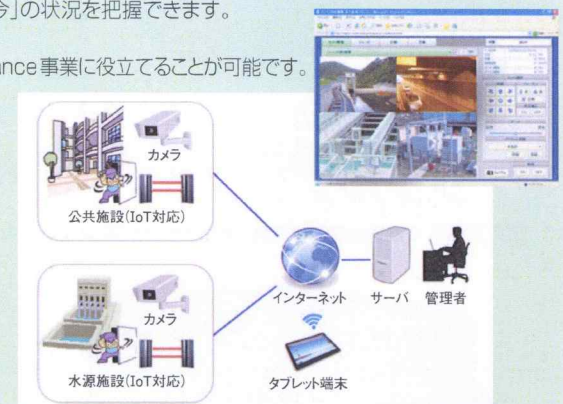 今」の状況を把握できます。
ance事業に役立てることが可能です。
カメラ
公共施設(IoT対応)
カメラ
水源施設(IoT対応)
インターネット
サーバ
管理者
タブレット端末